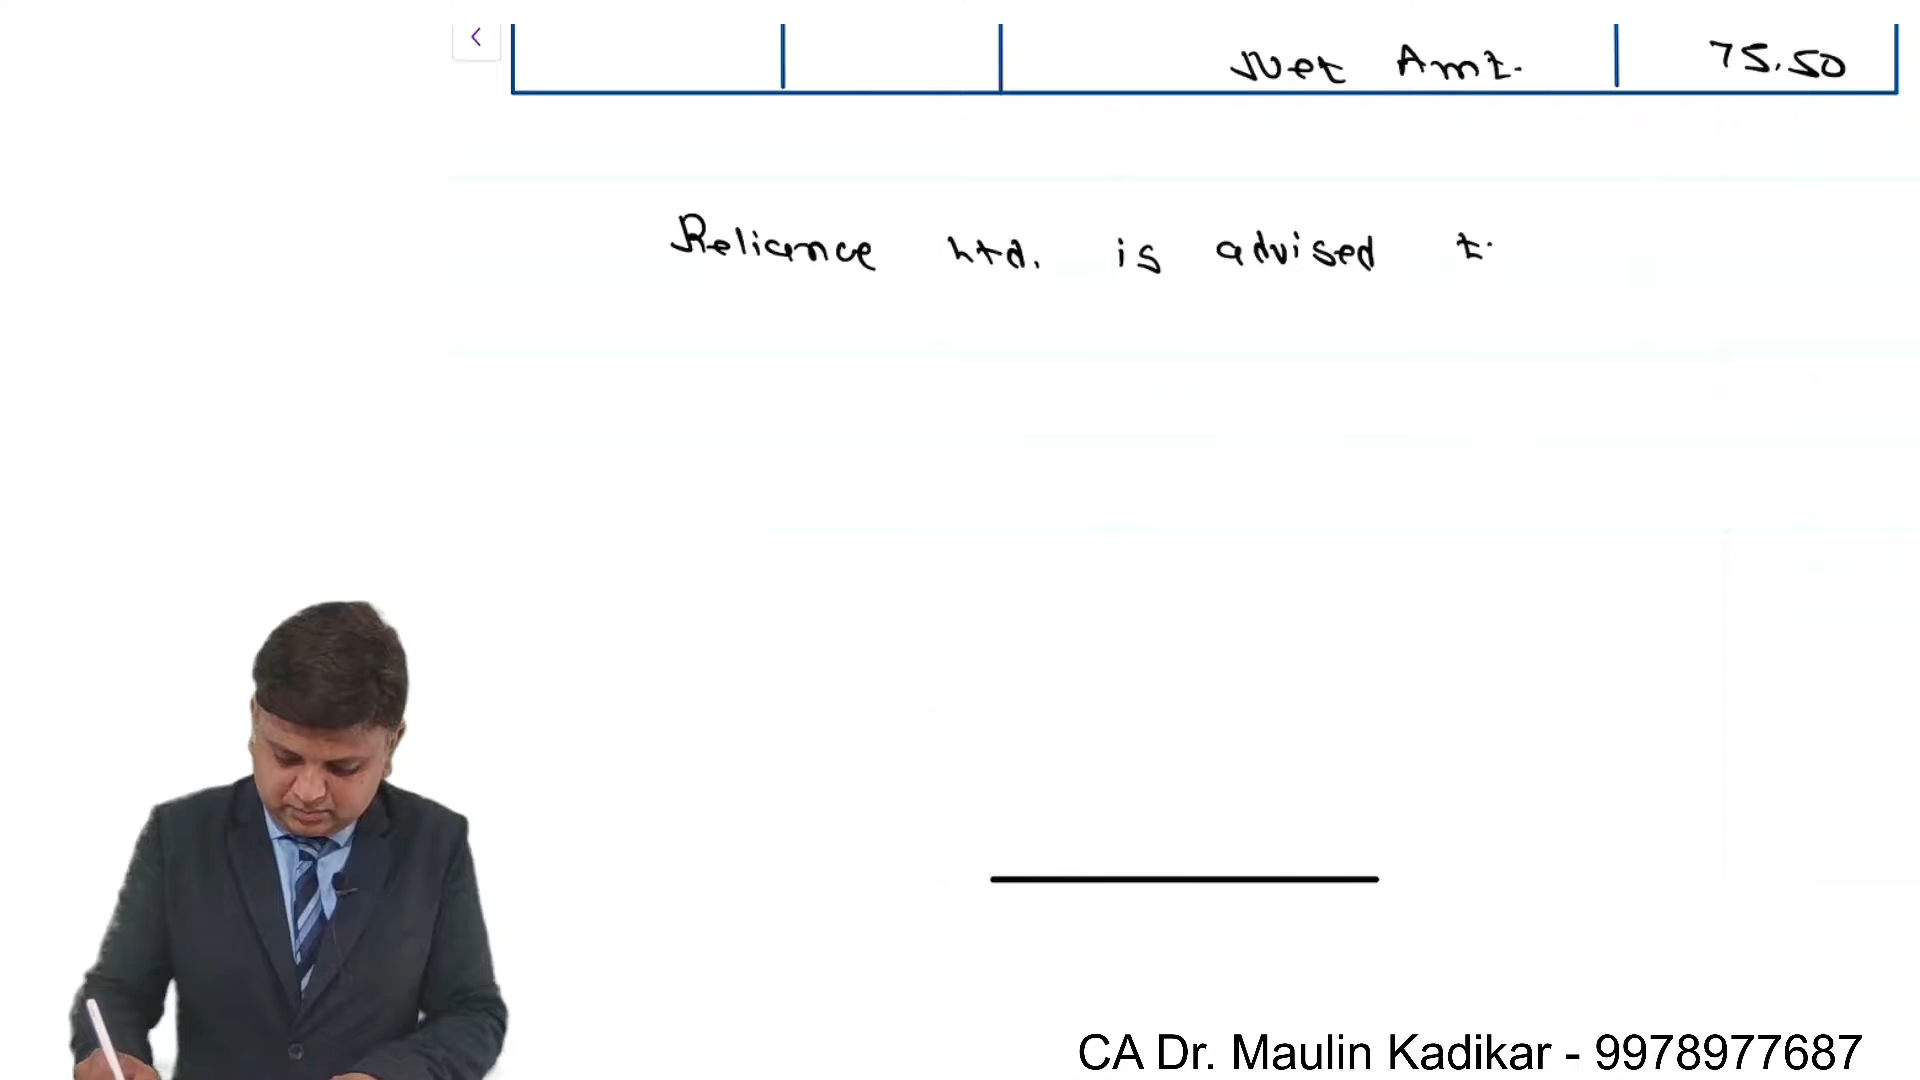 Net Amt. 75.50
Reliance Ltd. is advised t
CA Dr. Maulin Kadikar - 9978977687